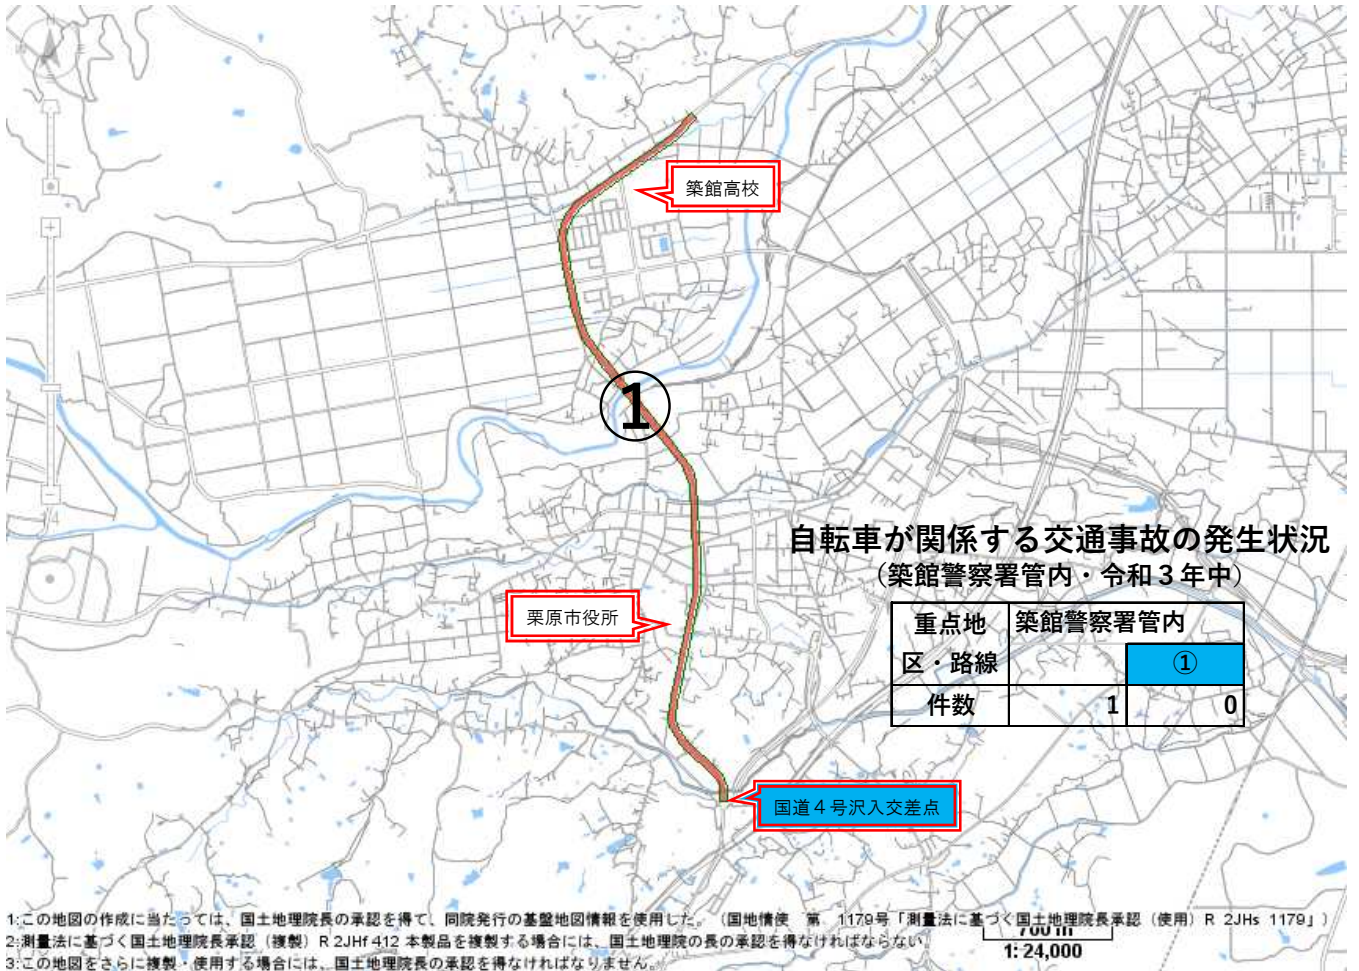 築館高校
①
自転車が関係する交通事故の発生状況
（築館警察署管内・令和３年中）
重点地区・路線
築館警察署管内
①
件数
1
0
栗原市役所
国道４号沢入交差点
1:この地図の作成に当たっては、国土地理院長の承認を得て、同院発行の基盤地図情報を使用した。（国地情使　第　1179号「測量法に基づく国土地理院長承認（使用）R 2JHs 1179」）
2:測量法に基づく国土地理院長承認（複製）R 2JHf 412 本製品を複製する場合には、国土地理院の長の承認を得なければならない。
3:この地図をさらに複製・使用する場合には、国土地理院長の承認を得なければなりません。
700 m
1: 24,000